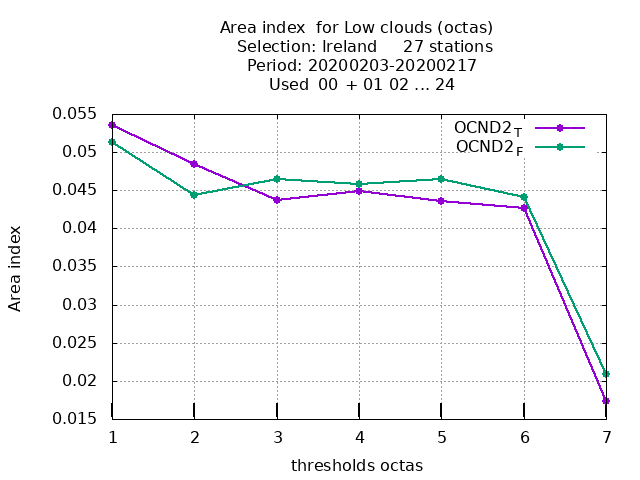 Area index  for Low clouds (octas)
Selection: Ireland     27 stations
Period: 20200203-20200217
Used  00 + 01 02 ... 24
OCND2T
OCND2F
0.055
0.05
0.045
0.04
0.035
0.03
0.025
0.02
0.015
Area index
1 2 3 4 5 6 7
thresholds octas